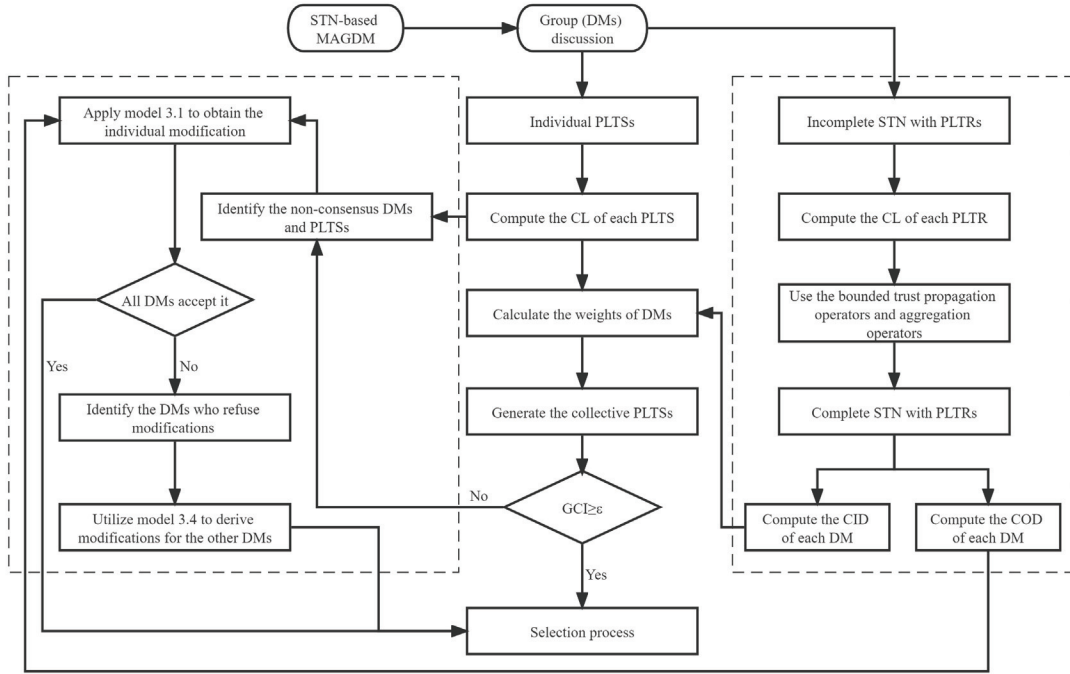 STN-based
MAGDM
Group (DMs)
discussion
Apply model 3.1 to obtain the
individual modification
Individual PLTSs
Incomplete STN with PLTRs
Identify the non-consensus DMs
and PLTSs
Compute the CL of each PLTS
Compute the CL of each PLTR
All DMs accept it
Calculate the weights of DMs
Use the bounded trust propagation
operators and aggregation
operators
Yes
No
Identify the DMs who refuse
modifications
Generate the collective PLTSs
Complete STN with PLTRs
No
Utilize model 3.4 to derive
modifications for the other DMs
GCI≥ε
Compute the CID
of each DM
Compute the COD
of each DM
Yes
Selection process